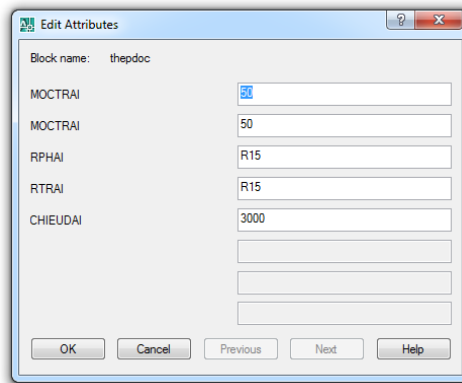 Edit Attributes
Block name: thepdoc
MOCTRAI 50
MOCTRAI 50
RPHAI R15
RTRAI R15
CHIEUDAI 3000
OK Cancel Previous Next Help